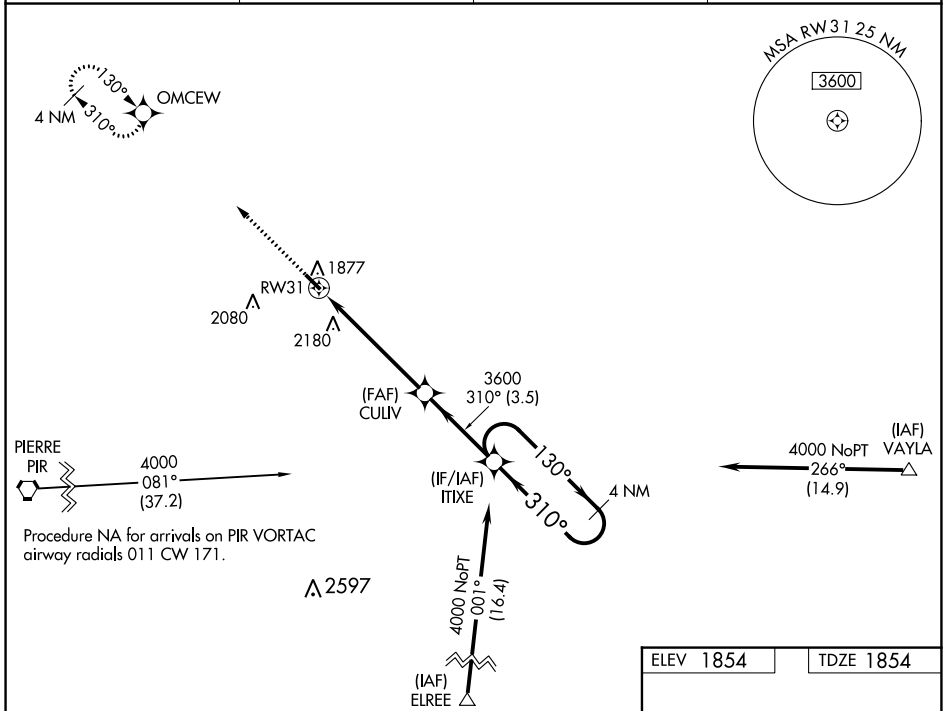 MSA RW31 25 NM
3600
130°
310°
4 NM
OMCEW
1877
RW31
2080
2180
3600
310° (3.5)
(FAF)
CULIV
PIERRE
PIR
4000
081°
(37.2)
(IF/IAF)
ITIXE
130°
310°
4 NM
4000 NoPT
266°
(14.9)
(IAF)
VAYLA
Procedure NA for arrivals on PIR VORTAC
airway radials 011 CW 171.
2597
4000 NoPT
001°
(16.4)
(IAF)
ELREE
ELEV 1854
TDZE 1854